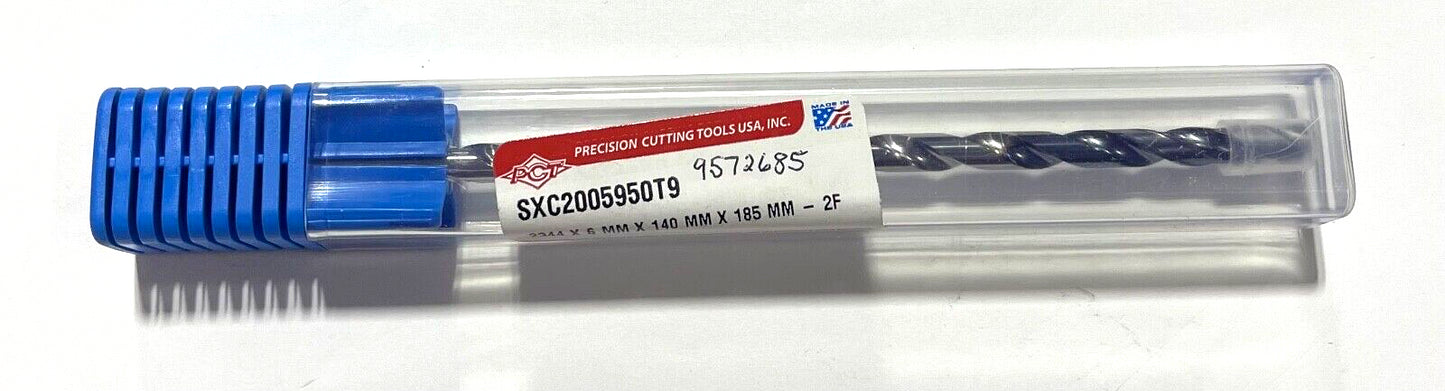 PRECISION CUTTING TOOLS USA, INC.
MADE IN
THE USA
PCT
9572685
SXC2005950T9
X 6 MM X 140 MM X 185 MM - 2F